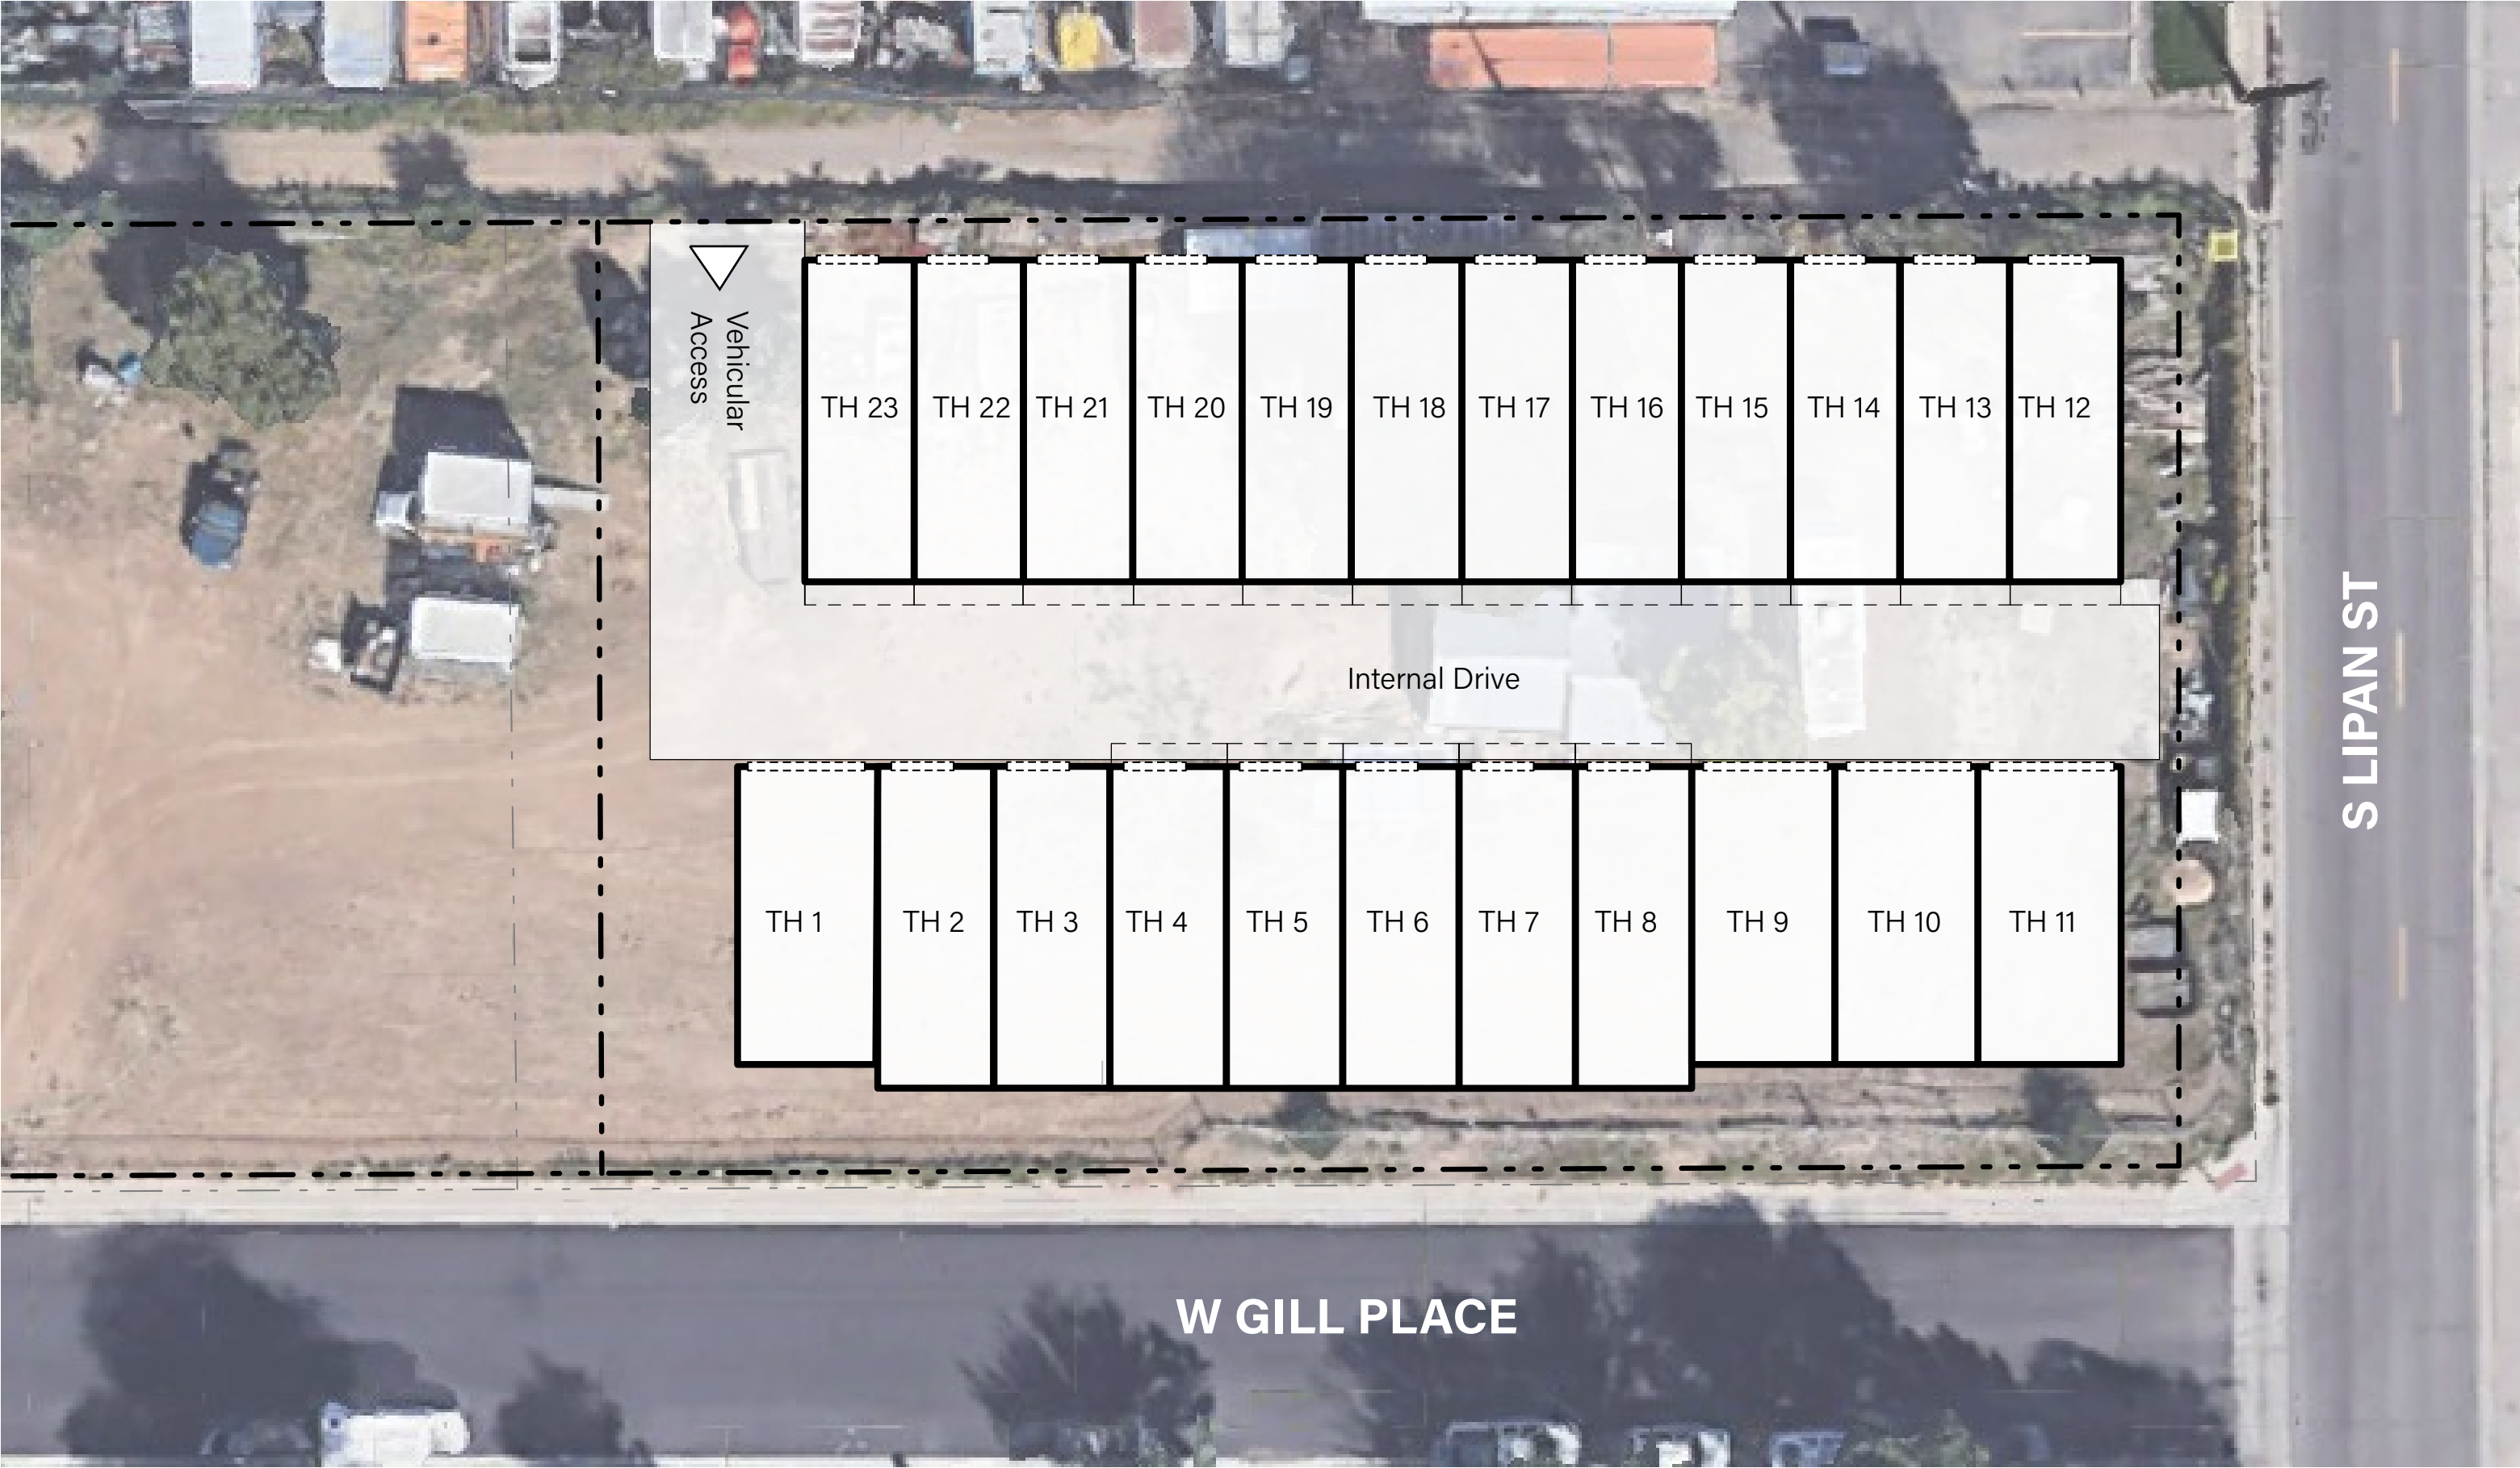 Vehicular
Access
TH 23
TH 22
TH 21
TH 20
TH 19
TH 18
TH 17
TH 16
TH 15
TH 14
TH 13
TH 12
Internal Drive
TH 1
TH 2
TH 3
TH 4
TH 5
TH 6
TH 7
TH 8
TH 9
TH 10
TH 11
S LIPAN ST
W GILL PLACE